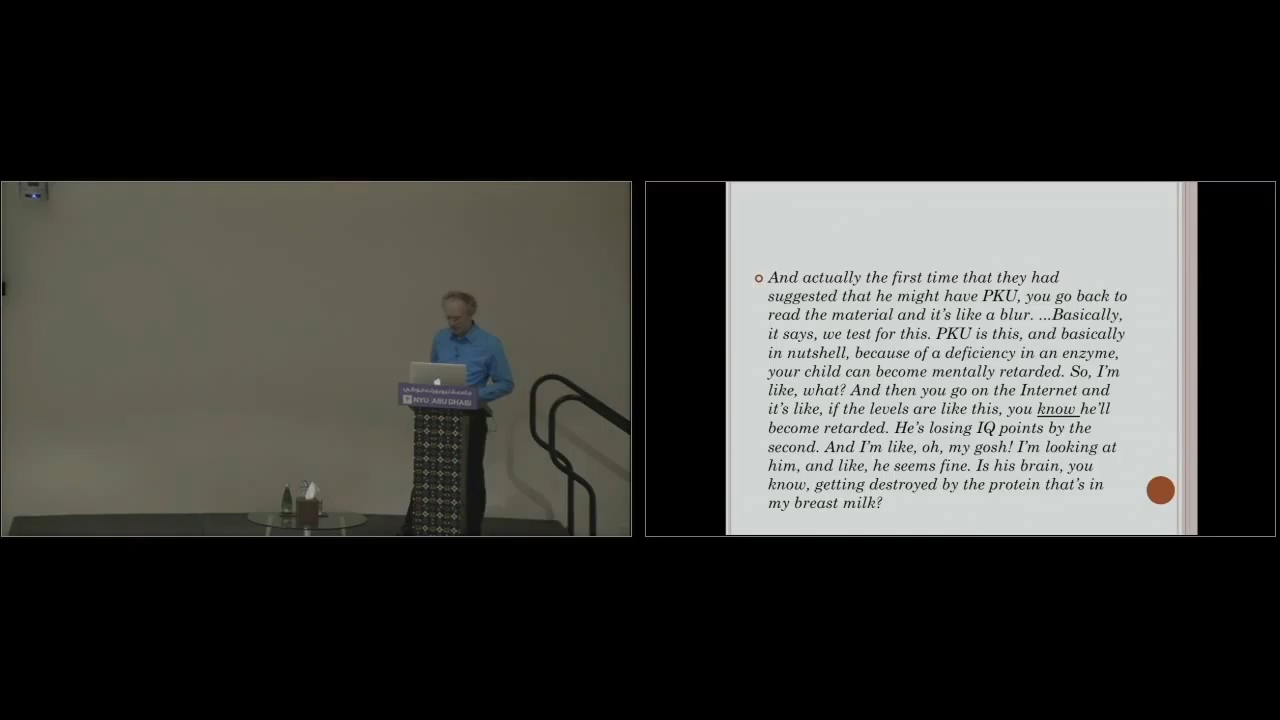 جامعة نيويورك أبوظبي
NYU ABU DHABI
And actually the first time that they had
suggested that he might have PKU, you go back to
read the material and it's like a blur. ...Basically,
it says, we test for this. PKU is this, and basically
in nutshell, because of a deficiency in an enzyme,
your child can become mentally retarded. So, I'm
like, what? And then you go on the Internet and
it's like, if the levels are like this, you know he'll
become retarded. He's losing IQ points by the
second. And I'm like, oh, my gosh! I'm looking at
him, and like, he seems fine. Is his brain, you
know, getting destroyed by the protein that's in
my breast milk?